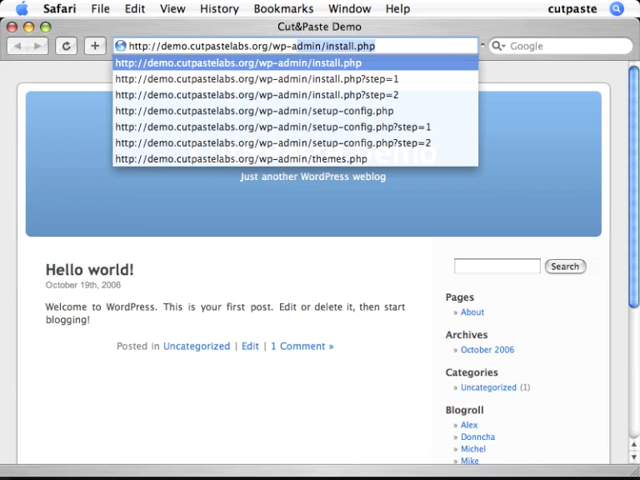 Safari File Edit View History Bookmarks Window Help cutpaste
Cut&Paste Demo
http://demo.cutpastelabs.org/wp-admin/install.php
Google
http://demo.cutpastelabs.org/wp-admin/install.php
http://demo.cutpastelabs.org/wp-admin/install.php?step=1
http://demo.cutpastelabs.org/wp-admin/install.php?step=2
http://demo.cutpastelabs.org/wp-admin/setup-config.php
http://demo.cutpastelabs.org/wp-admin/setup-config.php?step=1
http://demo.cutpastelabs.org/wp-admin/setup-config.php?step=2
http://demo.cutpastelabs.org/wp-admin/themes.php
Just another WordPress weblog
Hello world!
October 19th, 2006
Welcome to WordPress. This is your first post. Edit or delete it, then start
blogging!
Posted in Uncategorized | Edit | 1 Comment »
Search
Pages
» About
Archives
» October 2006
Categories
» Uncategorized (1)
Blogroll
» Alex
» Donncha
» Michel
» Mike